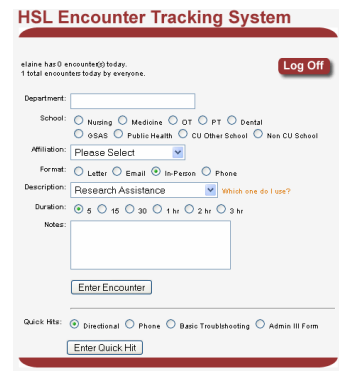 HSL Encounter Tracking System
elaine has 0 encounter(s) today.
1 total encounters today by everyone.
Log Off
Department:
School: Nursing Medicine OT PT Dental
GSAS Public Health CU Other School Non CU School
Affiliation: Please Select
Format: Letter Email In-Person Phone
Description: Research Assistance Which one do I use?
Duration: 5 15 30 1 hr 2 hr 3 hr
Notes:
Enter Encounter
Quick Hits: Directional Phone Basic Troublshooting Admin III Form
Enter Quick Hit